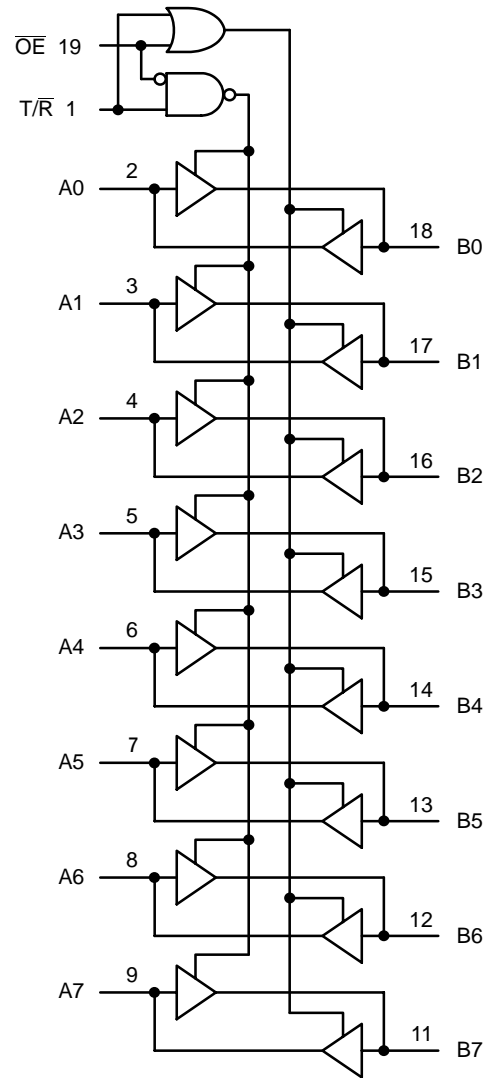 O̅E̅ 19
T/R̅ 1
A0 2
18 B0
A1 3
17 B1
A2 4
16 B2
A3 5
15 B3
A4 6
14 B4
A5 7
13 B5
A6 8
12 B6
A7 9
11 B7